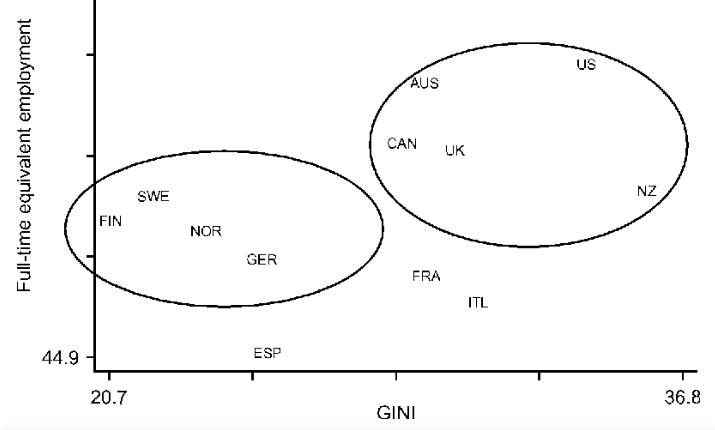 Full-time equivalent employment
US
AUS
CAN
UK
NZ
SWE
FIN
NOR
GER
FRA
ITL
ESP
44.9
20.7
36.8
GINI